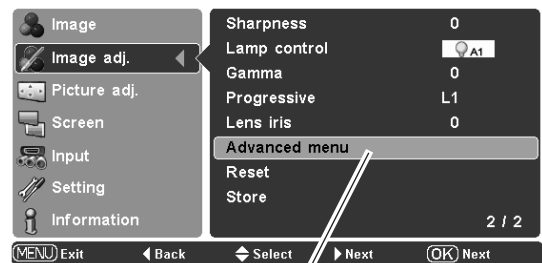 Image
Image adj.
Picture adj.
Screen
Input
Setting
Information
Sharpness 0
Lamp control A1
Gamma 0
Progressive L1
Lens iris 0
Advanced menu
Reset
Store
2 / 2
MENU Exit Back Select Next OK Next